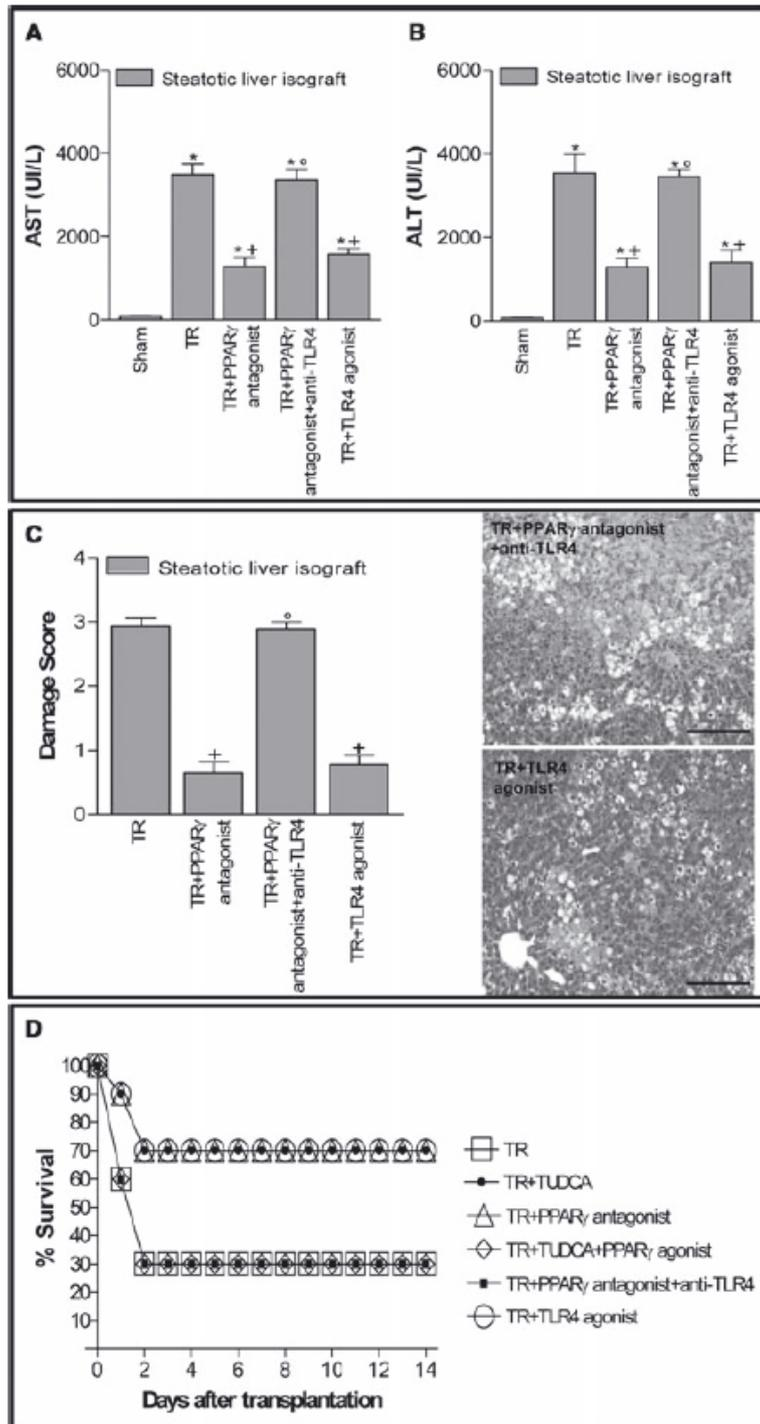 A
6000
4000
2000
0
AST (UI/L)
Steatotic liver isograft
*
* +
* °
* +
Sham
TR
TR+PPARγ
antagonist
TR+PPARγ
antagonist+anti-TLR4
TR+TLR4 agonist
B
6000
4000
2000
0
ALT (UI/L)
Steatotic liver isograft
*
* +
* °
* +
Sham
TR
TR+PPARγ
antagonist
TR+PPARγ
antagonist+anti-TLR4
TR+TLR4 agonist
C
4
3
2
1
0
Damage Score
Steatotic liver isograft
+
°
+
TR
TR+PPARγ
antagonist
TR+PPARγ
antagonist+anti-TLR4
TR+TLR4 agonist
TR+PPARγ antagonist
+anti-TLR4
TR+TLR4
agonist
D
100
90
80
70
60
50
40
30
20
10
% Survival
0 2 4 6 8 10 12 14
Days after transplantation
TR
TR+TUDCA
TR+PPARγ antagonist
TR+TUDCA+PPARγ agonist
TR+PPARγ antagonist+anti-TLR4
TR+TLR4 agonist